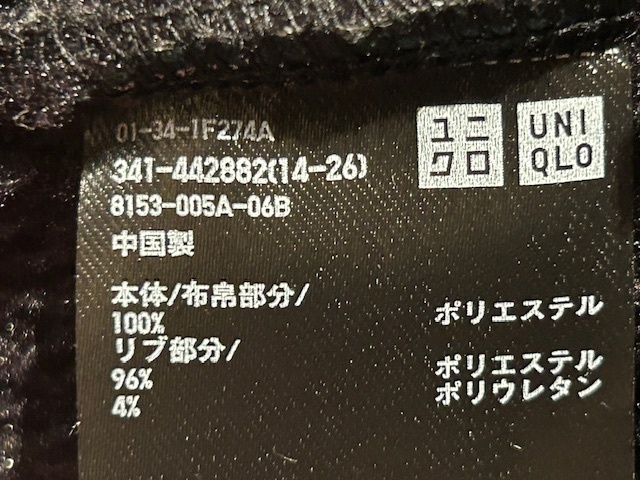 01-34-1F274A
341-442882(14-26)
8153-005A-06B
中国製
ユニ
クロ
UNI
QLO
本体/布帛部分/
100% ポリエステル
リブ部分/
96% ポリエステル
4% ポリウレタン